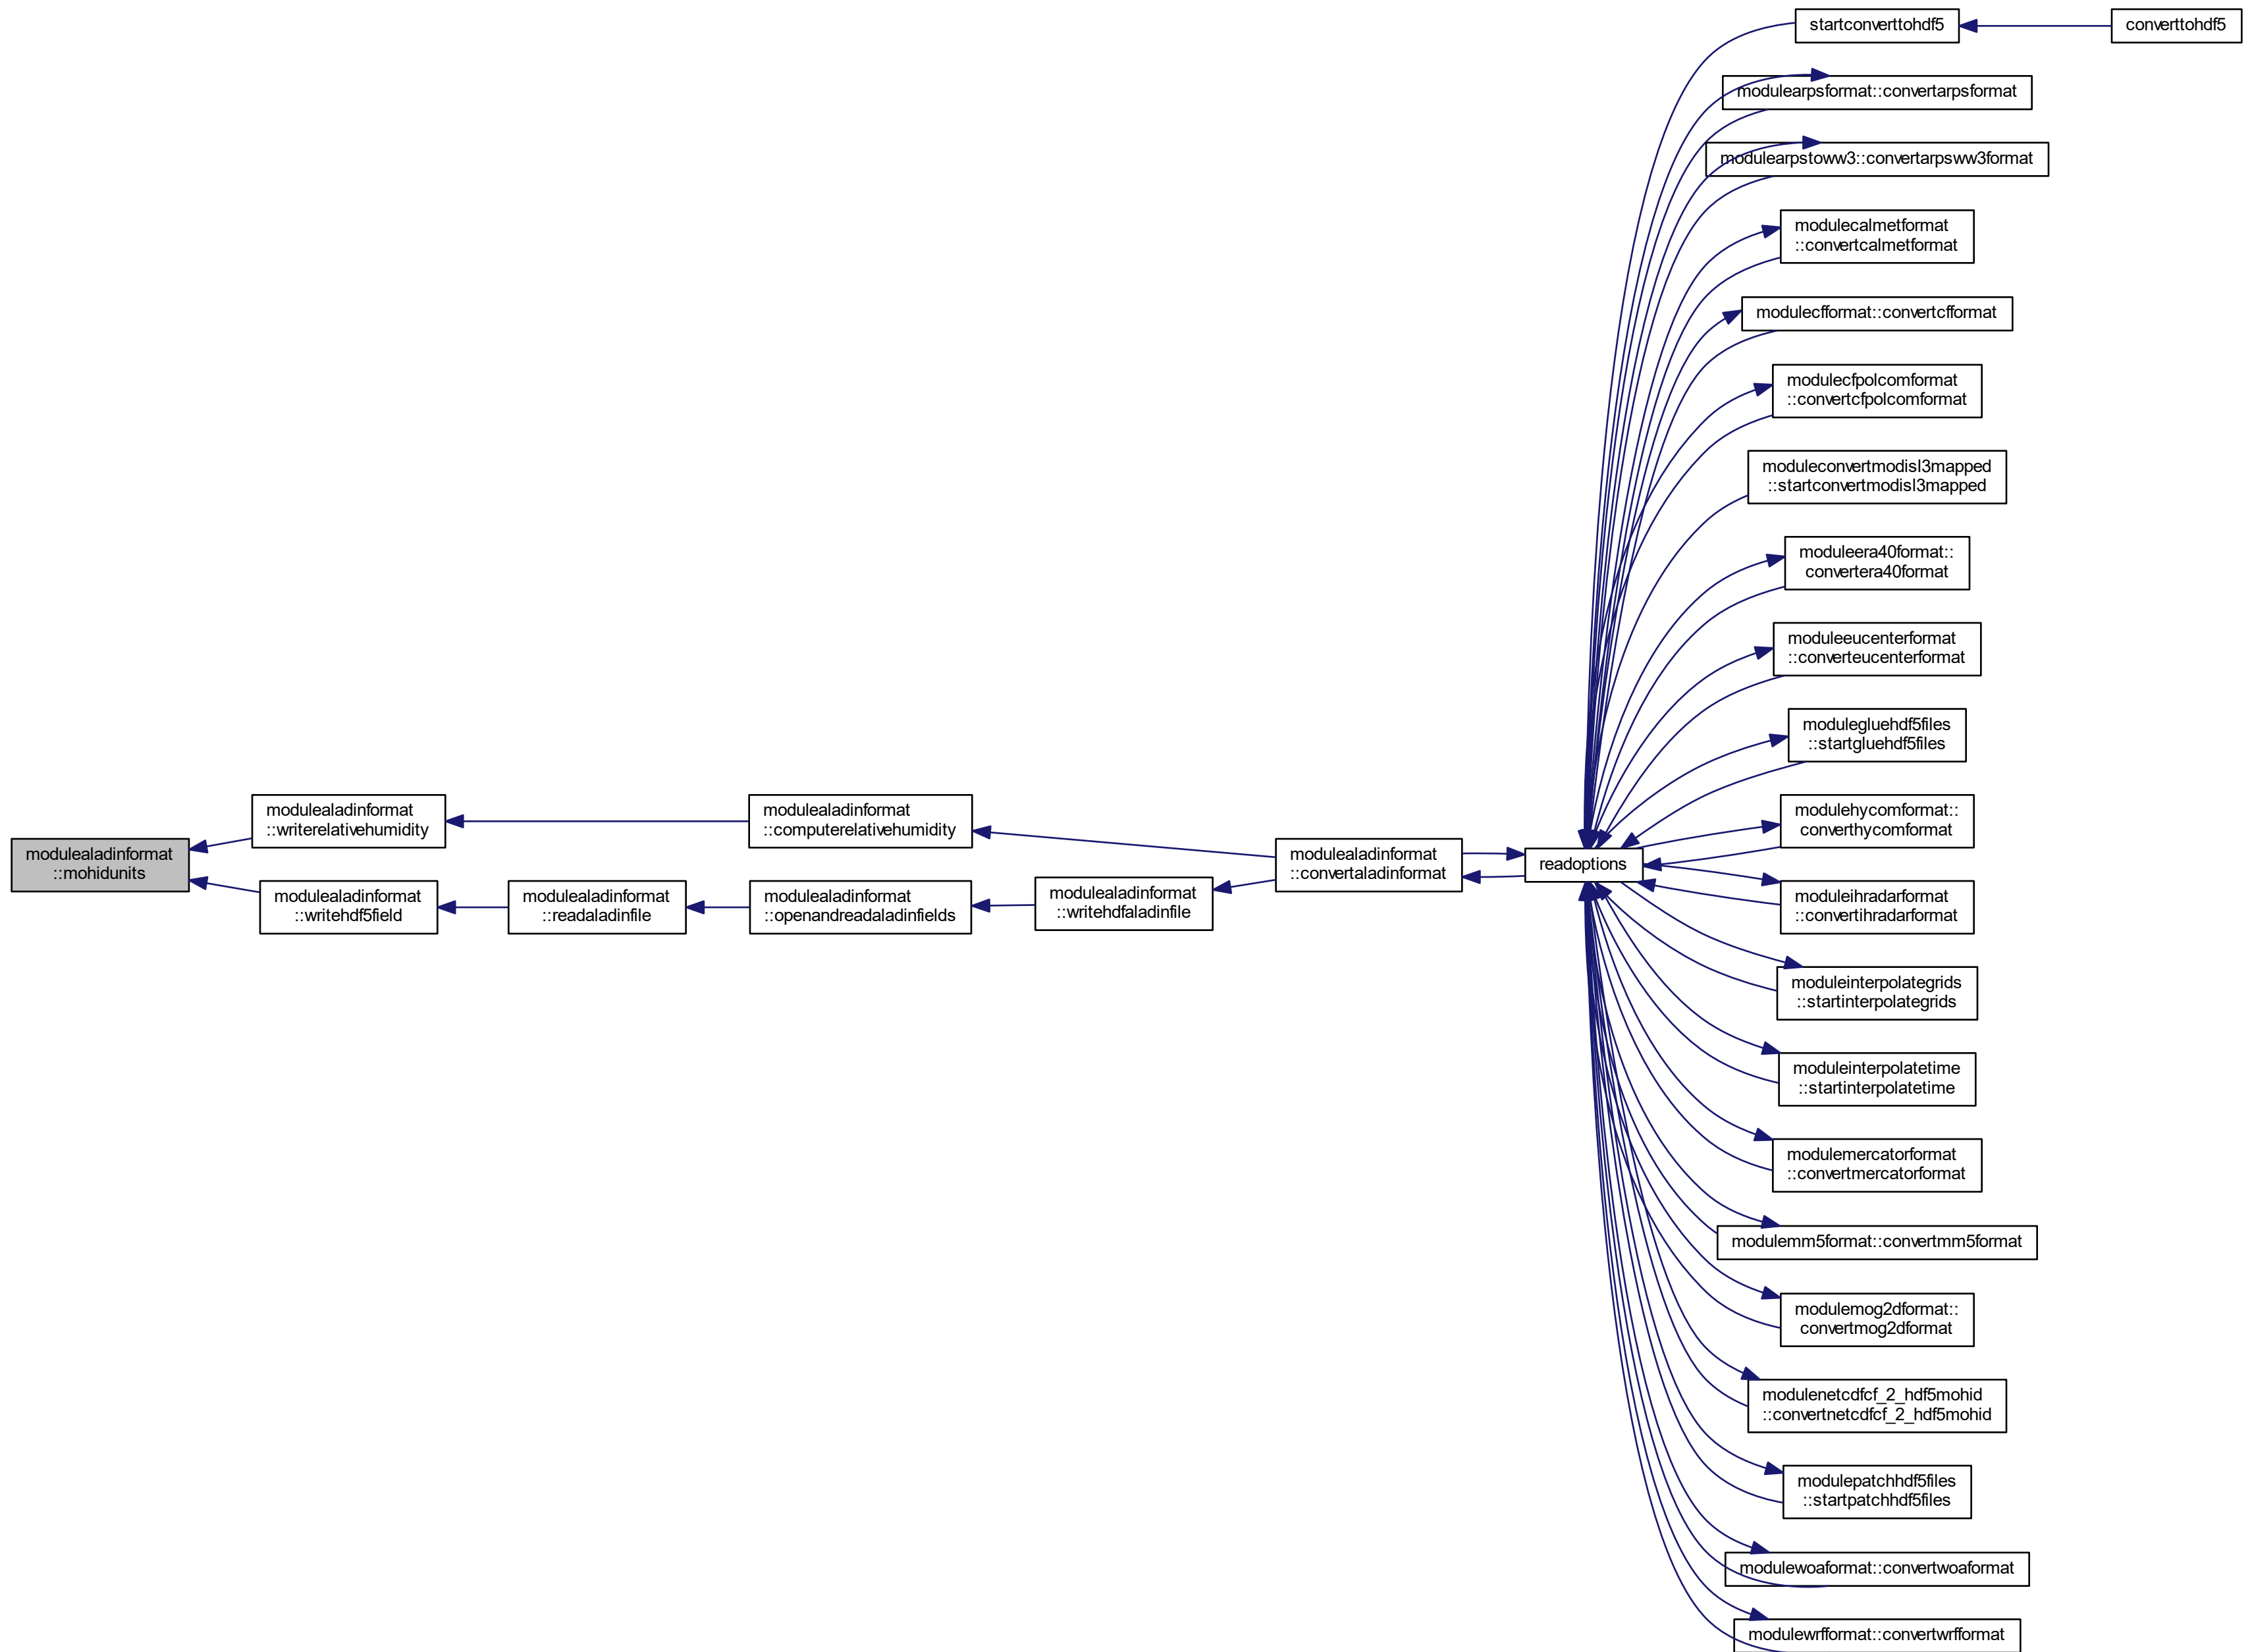 startconverttohdf5
converttohdf5
modulearpsformat::convertarpsformat
modulearpstoww3::convertarpsww3format
modulecalmetformat
::convertcalmetformat
modulecfformat::convertcfformat
modulecfpolcomformat
::convertcfpolcomformat
moduleconvertmodisl3mapped
::startconvertmodisl3mapped
moduleera40format::
convertera40format
moduleeucenterformat
::converteucenterformat
modulegluehdf5files
::startgluehdf5files
modulealadinformat
::mohidunits
modulealadinformat
::writerelativehumidity
modulealadinformat
::writehdf5field
modulealadinformat
::readaladinfile
modulealadinformat
::computerelativehumidity
modulealadinformat
::openandreadaladinfields
modulealadinformat
::writehdfaladinfile
modulealadinformat
::convertaladinformat
readoptions
modulehycomformat::
converthycomformat
moduleihradarformat
::convertihradarformat
moduleinterpolategrids
::startinterpolategrids
moduleinterpolatetime
::startinterpolatetime
modulemercatorformat
::convertmercatorformat
modulemm5format::convertmm5format
modulemog2dformat::
convertmog2dformat
modulenetcdfcf_2_hdf5mohid
::convertnetcdfcf_2_hdf5mohid
modulepatchhdf5files
::startpatchhdf5files
modulewoaformat::convertwoaformat
modulewrfformat::convertwrfformat